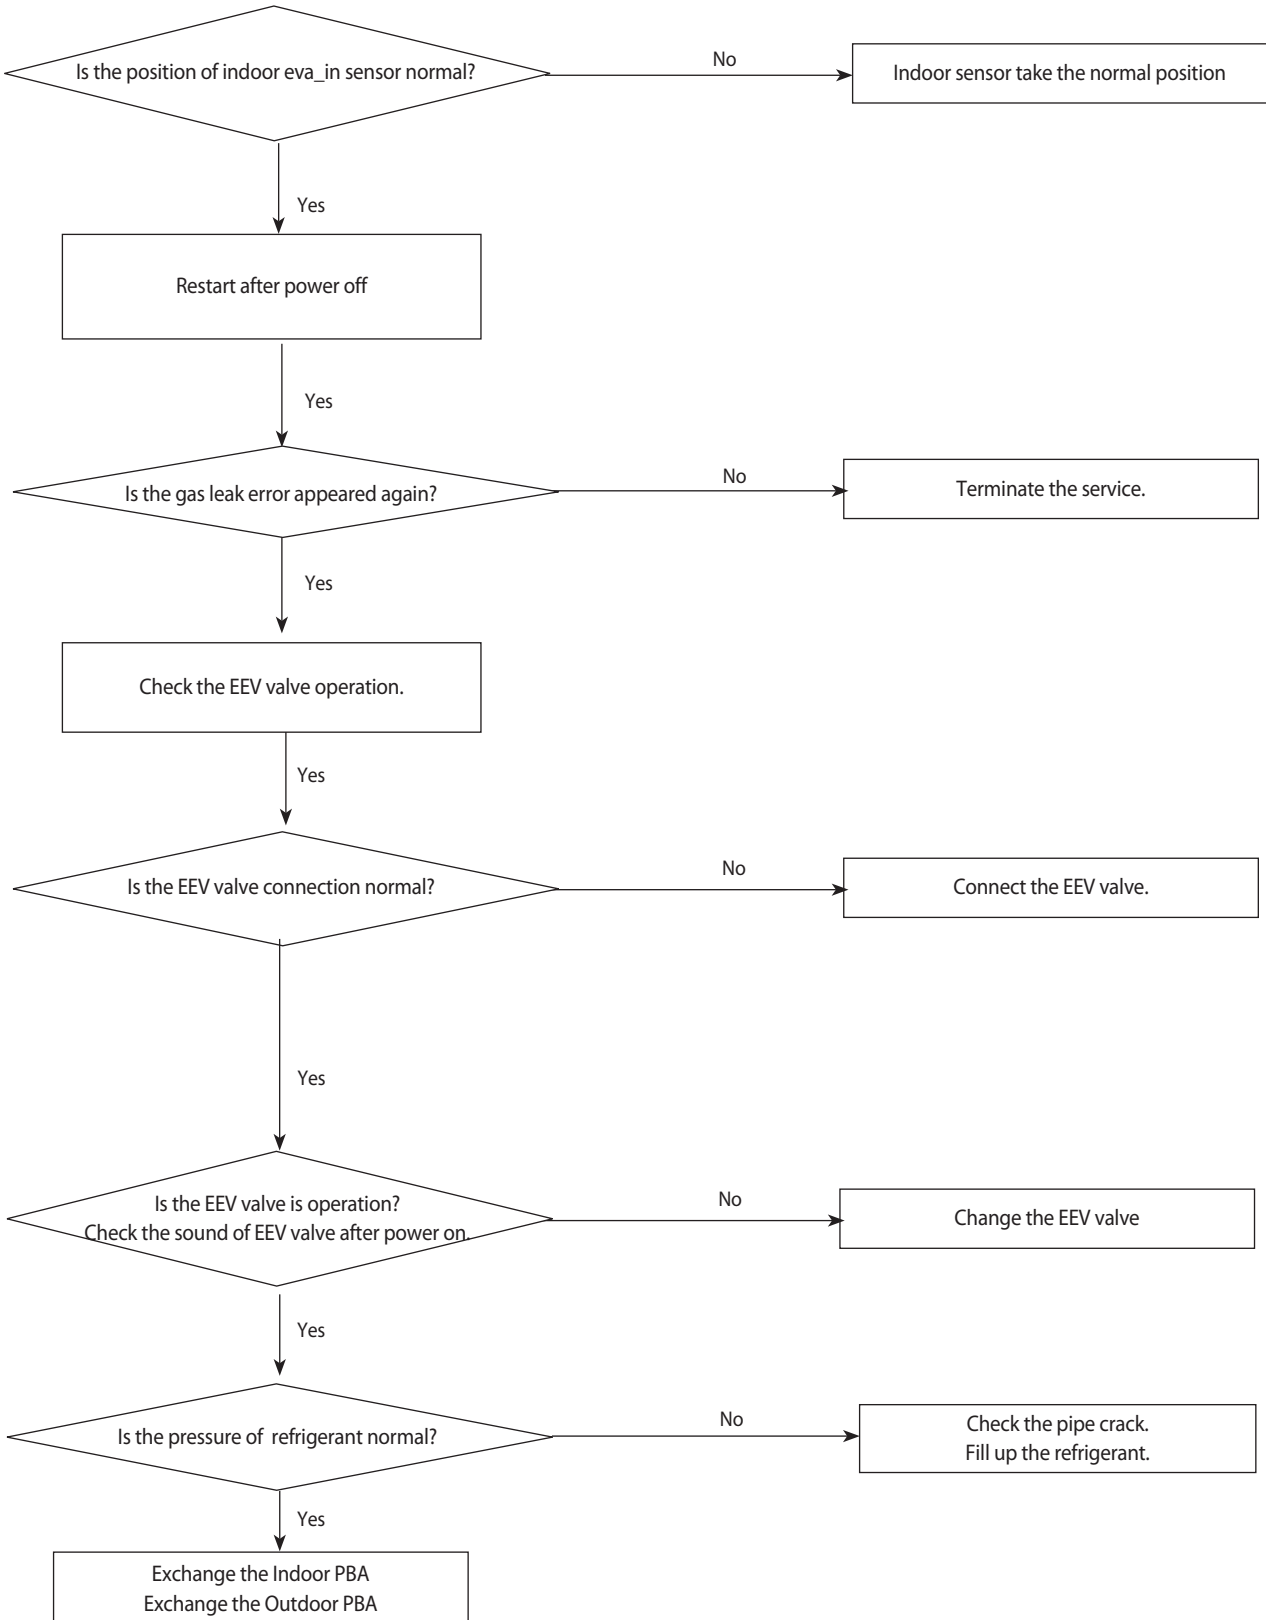 Is the position of indoor eva_in sensor normal?
No
Indoor sensor take the normal position
Yes
Restart after power off
Yes
Is the gas leak error appeared again?
No
Terminate the service.
Yes
Check the EEV valve operation.
Yes
Is the EEV valve connection normal?
No
Connect the EEV valve.
Yes
Is the EEV valve is operation?
Check the sound of EEV valve after power on.
No
Change the EEV valve
Yes
Is the pressure of refrigerant normal?
No
Check the pipe crack.
Fill up the refrigerant.
Yes
Exchange the Indoor PBA
Exchange the Outdoor PBA